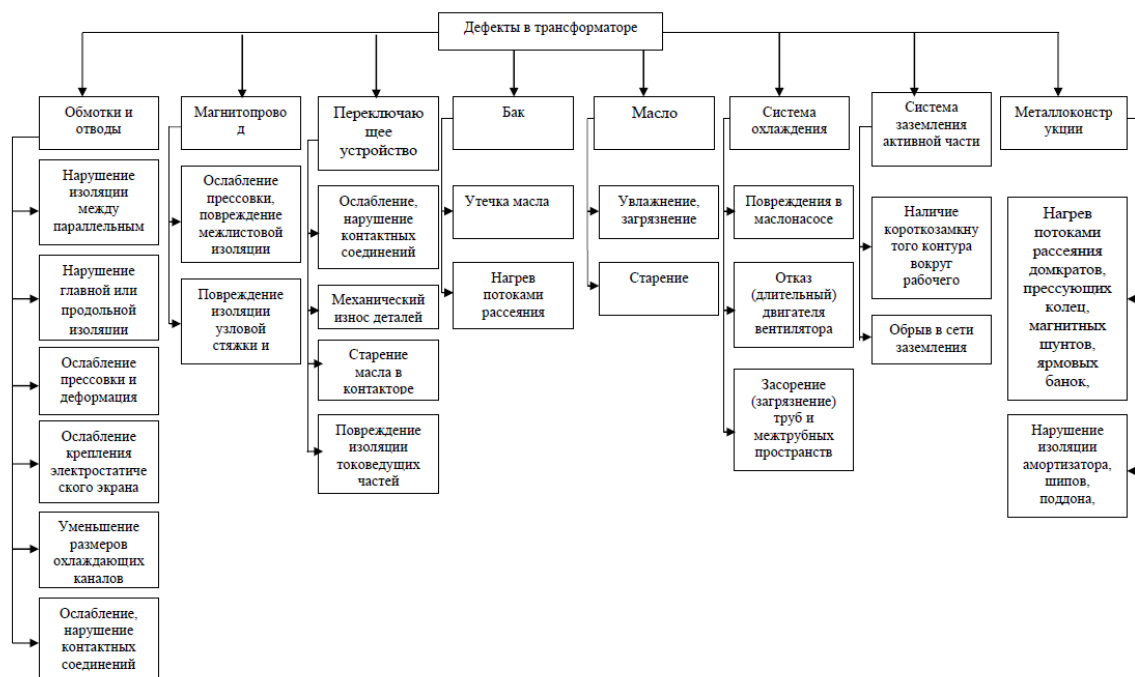 Дефекты в трансформаторе
Обмотки и
отводы
Нарушение
изоляции
между
параллельным
Нарушение
главной или
продольной
изоляции
Ослабление
прессовки и
деформация
Ослабление
крепления
электростатиче
ского экрана
Уменьшение
размеров
охлаждающих
каналов
Ослабление,
нарушение
контактных
соединений
Магнитопрово
д
Ослабление
прессовки,
повреждение
межлистовой
изоляции
Повреждение
изоляции
узловой
стяжки и
Переключаю
щее
устройство
Ослабление,
нарушение
контактных
соединений
Механический
износ деталей
Старение
масла в
контакторе
Повреждение
изоляции
токоведущих
частей
Бак
Утечка масла
Нагрев
потоками
рассеяния
Масло
Увлажнение,
загрязнение
Старение
Система
охлаждения
Повреждения в
маслонасосе
Отказ
(длительный)
двигателя
вентилятора
Засорение
(загрязнение)
труб и
межтрубных
пространств
Система
заземления
активной части
Наличие
короткозамкну
того контура
вокруг
рабочего
Обрыв в сети
заземления
Металлоконстр
укции
Нагрев
потоками
рассеяния
домкратов,
прессующих
колец,
магнитных
шунтов,
ярмовых
банок,
Нарушение
изоляции
амортизатора,
шипов,
поддона,